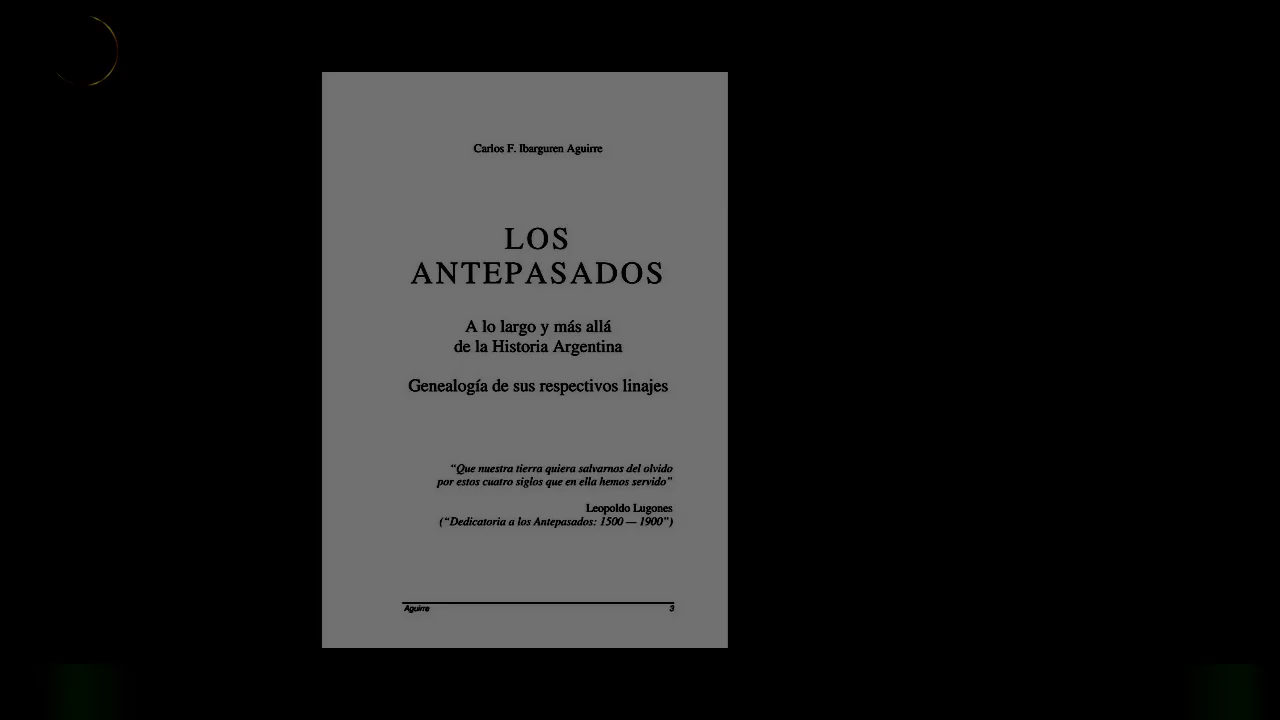 Carlos F. Ibarguren Aguirre
LOS
ANTEPASADOS
A lo largo y más allá
de la Historia Argentina
Genealogía de sus respectivos linajes
“Que nuestra tierra quiera salvarnos del olvido
por estos cuatro siglos que en ella hemos servido”
Leopoldo Lugones
(“Dedicatoria a los Antepasados: 1500 — 1900”)
Aguirre 3